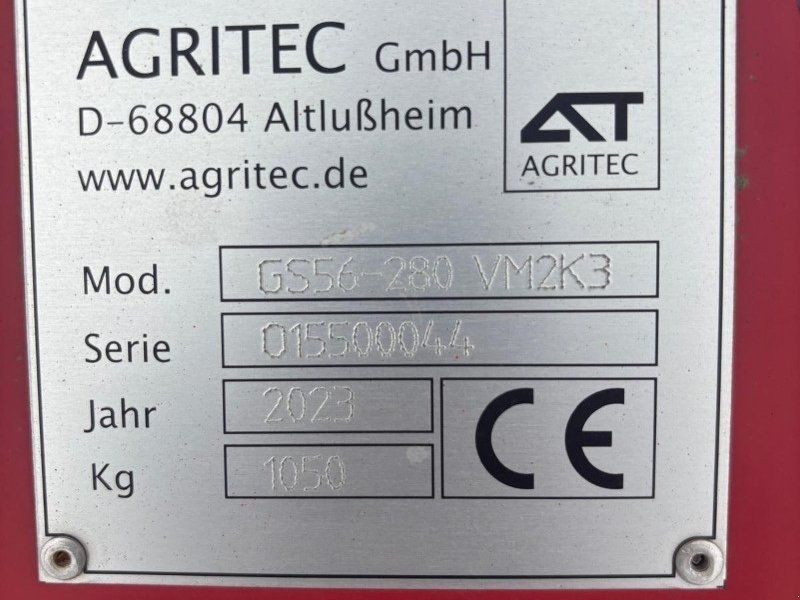 AGRITEC GmbH
D-68804 Altlußheim
www.agritec.de
AT
AGRITEC
Mod. GS56-280 VM2K3
Serie 015500044
Jahr 2023
Kg 1050
CE